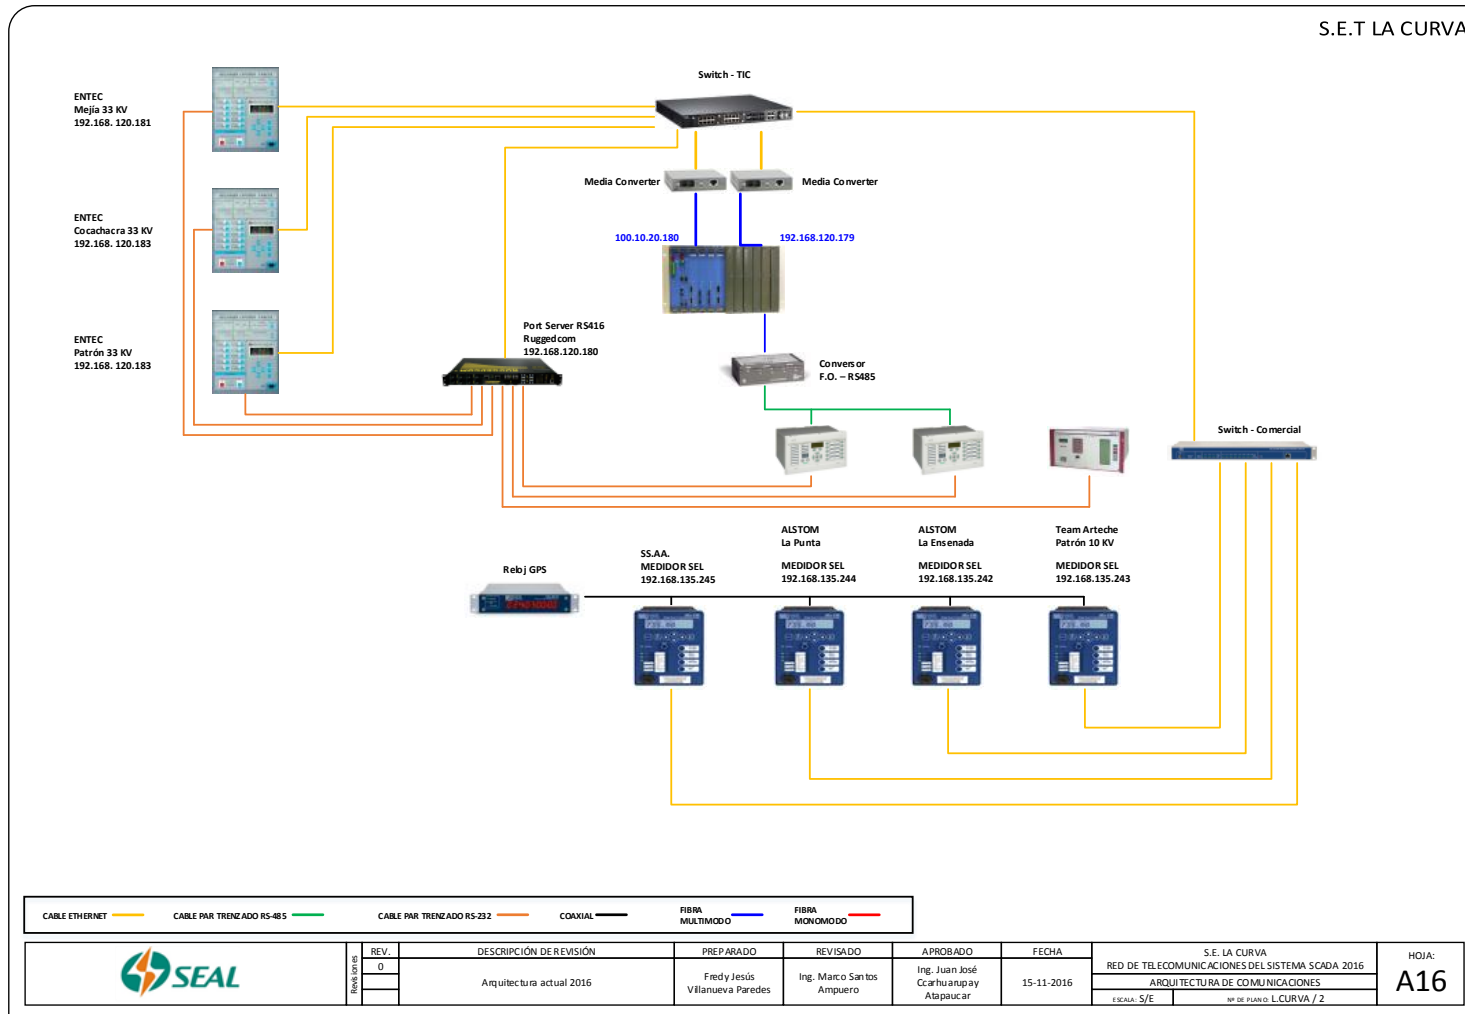 S.E.T LA CURVA
Switch - TIC
ENTEC
Mejía 33 KV
192.168. 120.181
Media Converter
Media Converter
ENTEC
Cocachacra 33 KV
192.168. 120.183
100.10.20.180
192.168.120.179
ENTEC
Patrón 33 KV
192.168. 120.183
Port Server RS416
Ruggedcom
192.168.120.180
Conversor
F.O. – RS485
Switch - Comercial
ALSTOM
La Punta
ALSTOM
La Ensenada
Team Arteche
Patrón 10 KV
SS.AA.
MEDIDOR SEL
192.168.135.245
MEDIDOR SEL
192.168.135.244
MEDIDOR SEL
192.168.135.242
MEDIDOR SEL
192.168.135.243
Reloj GPS
CABLE ETHERNET
CABLE PAR TRENZADO RS-485
CABLE PAR TRENZADO RS-232
COAXIAL
FIBRA
MULTIMODO
FIBRA
MONOMODO
SEAL
Revisiones
REV.
DESCRIPCIÓN DE REVISIÓN
PREPARADO
REVISADO
APROBADO
FECHA
0
Arquitectura actual 2016
Fredy Jesús
Villanueva Paredes
Ing. Marco Santos
Ampuero
Ing. Juan José
Ccarhuarupay
Atapaucar
15-11-2016
S.E. LA CURVA
RED DE TELECOMUNICACIONES DEL SISTEMA SCADA 2016
ARQUITECTURA DE COMUNICACIONES
ESCALA: S/E
Nº DE PLANO: L.CURVA / 2
HOJA:
A16